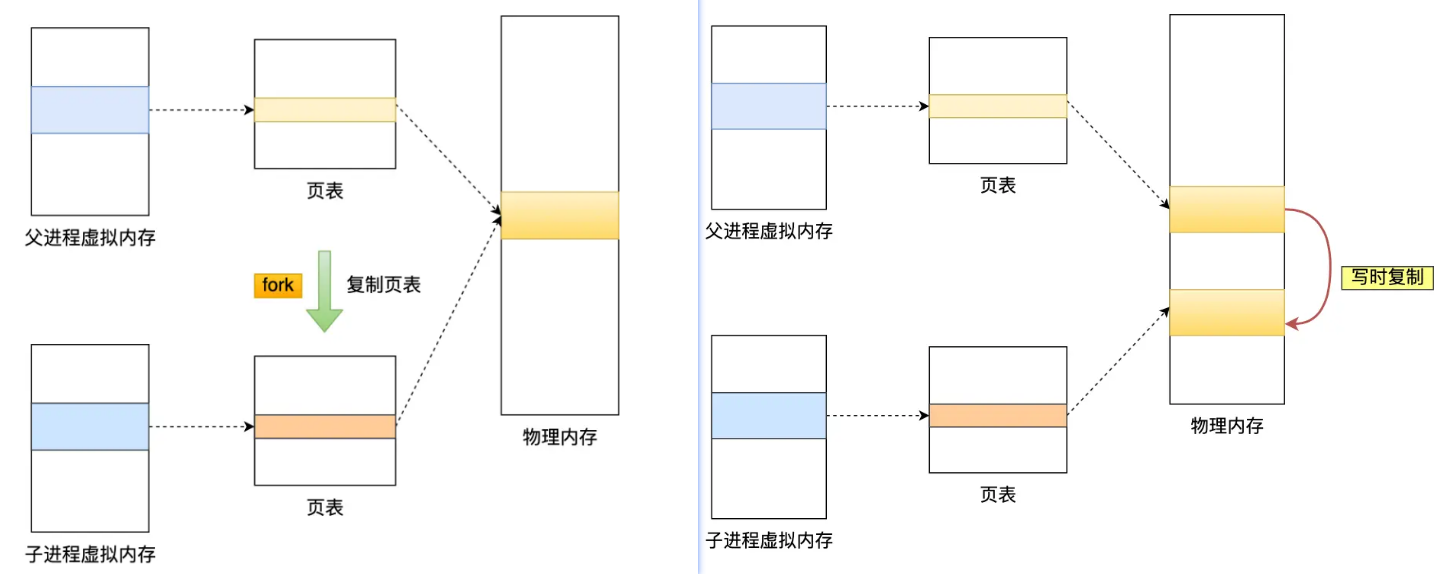 页表
父进程虚拟内存
fork
复制页表
物理内存
页表
子进程虚拟内存
页表
父进程虚拟内存
写时复制
物理内存
页表
子进程虚拟内存